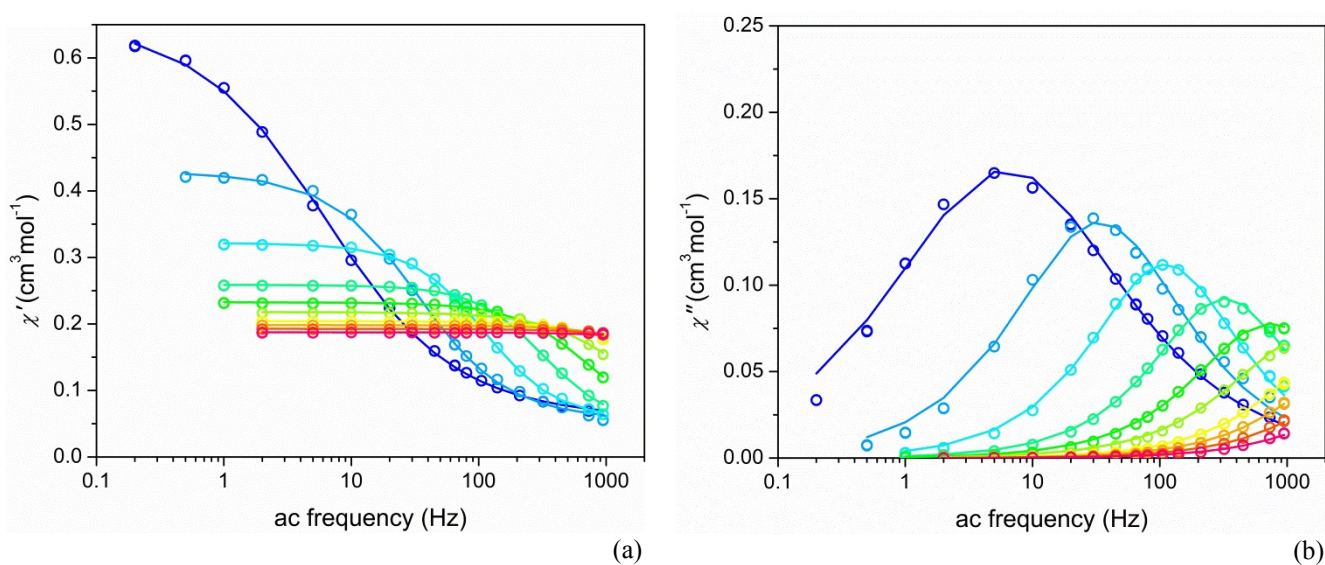 0.6
0.5
0.4
0.3
0.2
0.1
0.0
χ′ (cm³mol⁻¹)
0.1 1 10 100 1000
ac frequency (Hz)
(a)
0.25
0.20
0.15
0.10
0.05
0.00
χ″ (cm³mol⁻¹)
0.1 1 10 100 1000
ac frequency (Hz)
(b)